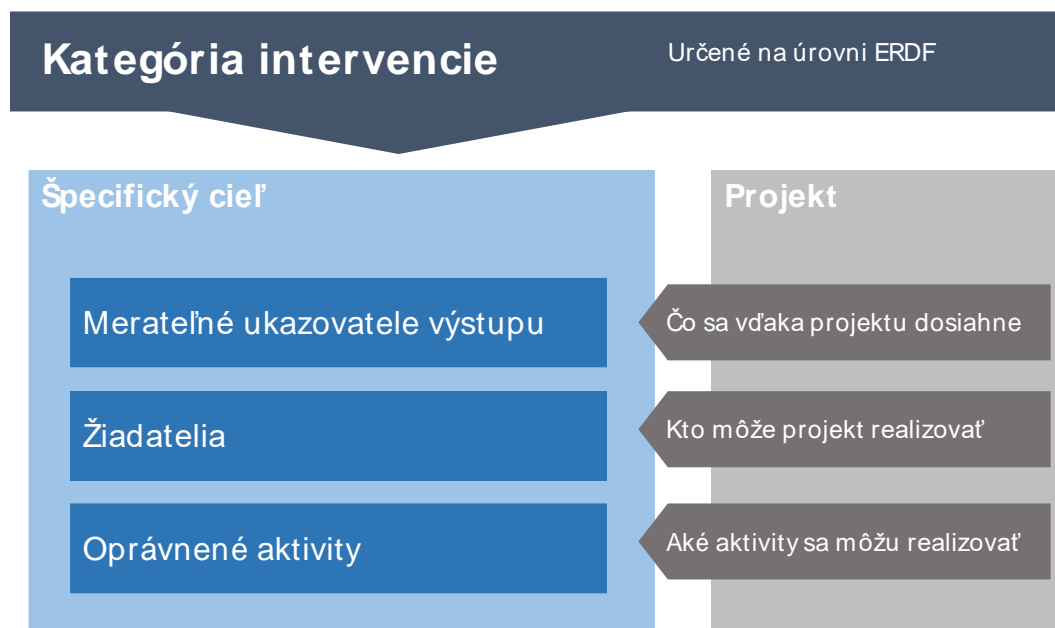 Kategória intervencie
Určené na úrovni ERDF
Špecifický cieľ
Projekt
Merateľné ukazovatele výstupu
Čo sa vďaka projektu dosiahne
Žiadatelia
Kto môže projekt realizovať
Oprávnené aktivity
Aké aktivity sa môžu realizovať